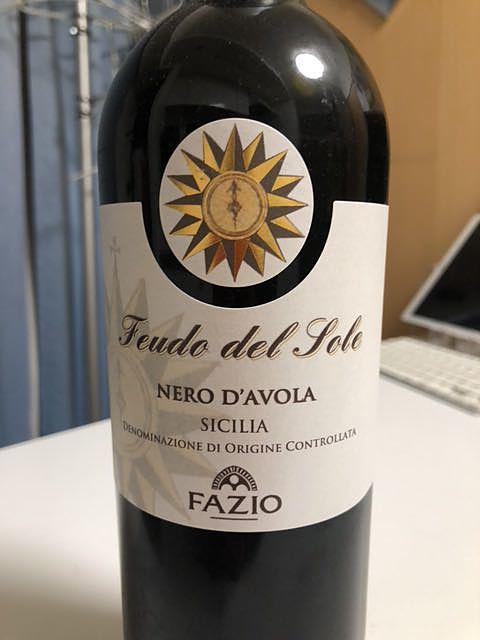 Feudo del Sole
NERO D'AVOLA
SICILIA
DENOMINAZIONE DI ORIGINE CONTROLLATA
FAZIO